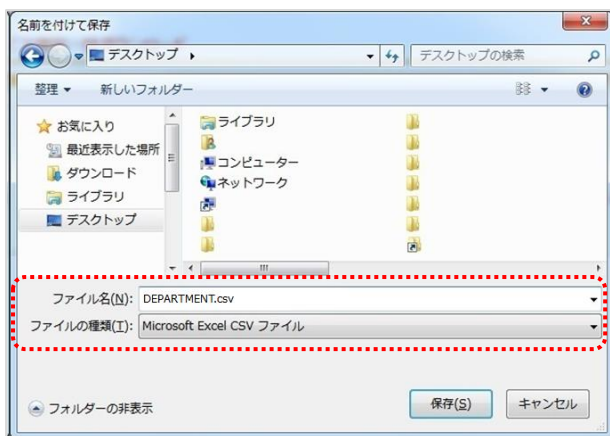 名前を付けて保存
デスクトップ
デスクトップの検索
整理
新しいフォルダー
お気に入り
最近表示した場所
ダウンロード
ライブラリ
デスクトップ
ライブラリ
コンピューター
ネットワーク
ファイル名(N): DEPARTMENT.csv
ファイルの種類(T): Microsoft Excel CSV ファイル
フォルダーの非表示
保存(S)
キャンセル